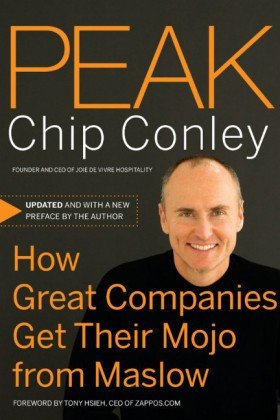 PEAK
Chip Conley
FOUNDER AND CEO OF JOIE DE VIVRE HOSPITALITY
UPDATED AND WITH A NEW
PREFACE BY THE AUTHOR
How
Great Companies
Get Their Mojo
from Maslow
FOREWORD BY TONY HSIEH, CEO OF ZAPPOS.COM